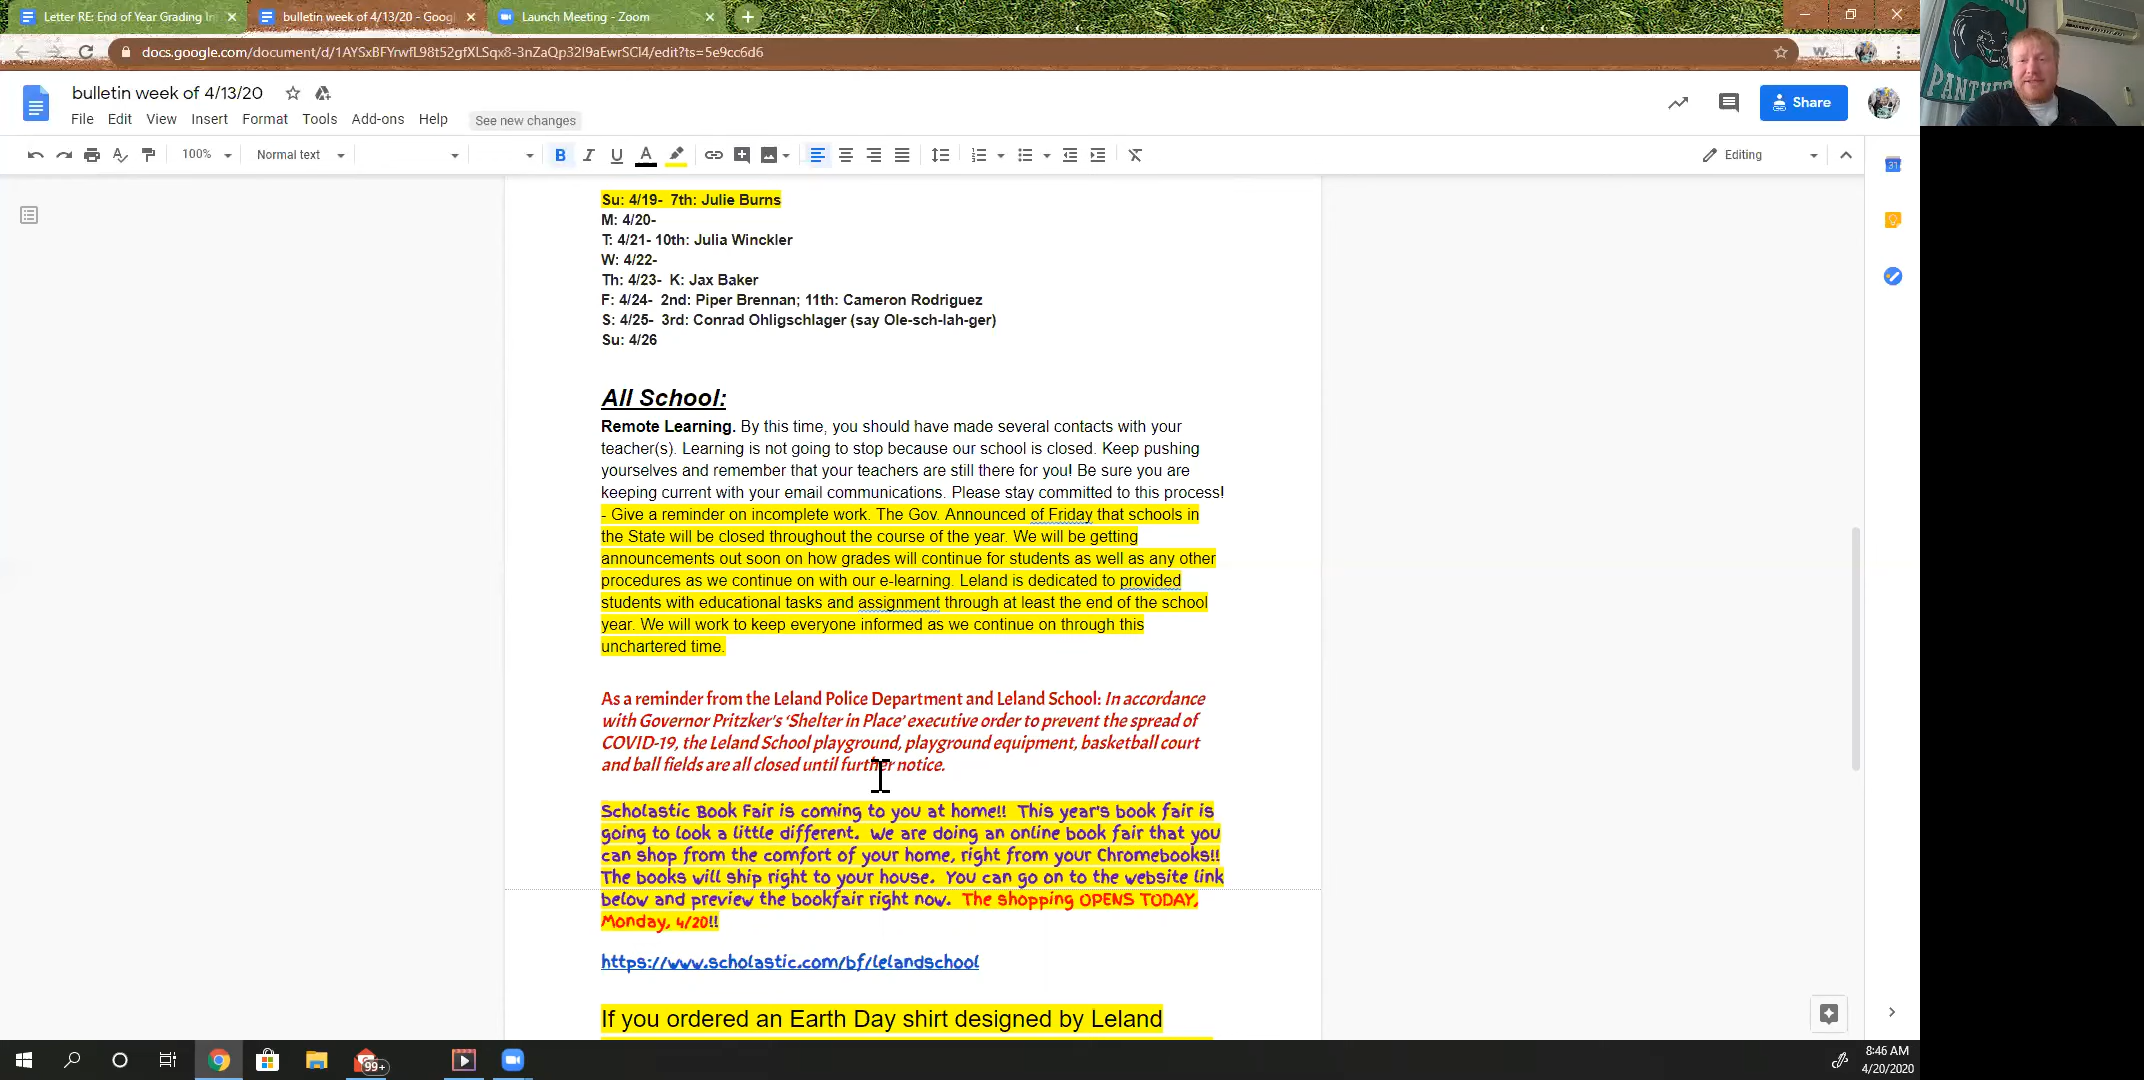 Letter RE: End of Year Grading In
bulletin week of 4/13/20 - Goog
Launch Meeting - Zoom
docs.google.com/document/d/1AYSxBFYrwfL98t52gfXLSqx8-3nZaQp32I9aEwrSCI4/edit?ts=5e9cc6d6
PANTHE
bulletin week of 4/13/20
File Edit View Insert Format Tools Add-ons Help See new changes
Share
100% Normal text
Editing
Su: 4/19- 7th: Julie Burns
M: 4/20-
T: 4/21- 10th: Julia Winckler
W: 4/22-
Th: 4/23- K: Jax Baker
F: 4/24- 2nd: Piper Brennan; 11th: Cameron Rodriguez
S: 4/25- 3rd: Conrad Ohligschlager (say Ole-sch-lah-ger)
Su: 4/26
All School:
Remote Learning. By this time, you should have made several contacts with your
teacher(s). Learning is not going to stop because our school is closed. Keep pushing
yourselves and remember that your teachers are still there for you! Be sure you are
keeping current with your email communications. Please stay committed to this process!
- Give a reminder on incomplete work. The Gov. Announced of Friday that schools in
the State will be closed throughout the course of the year. We will be getting
announcements out soon on how grades will continue for students as well as any other
procedures as we continue on with our e-learning. Leland is dedicated to provided
students with educational tasks and assignment through at least the end of the school
year. We will work to keep everyone informed as we continue on through this
unchartered time.
As a reminder from the Leland Police Department and Leland School: In accordance
with Governor Pritzker's 'Shelter in Place' executive order to prevent the spread of
COVID-19, the Leland School playground, playground equipment, basketball court
and ball fields are all closed until further notice.
Scholastic Book Fair is coming to you at home!! This year's book fair is
going to look a little different. We are doing an online book fair that you
can shop from the comfort of your home, right from your Chromebooks!!
The books will ship right to your house. You can go on to the website link
below and preview the bookfair right now. The shopping OPENS TODAY,
Monday, 4/20!!
https://www.scholastic.com/bf/lelandschool
If you ordered an Earth Day shirt designed by Leland
99+
8:46 AM
4/20/2020